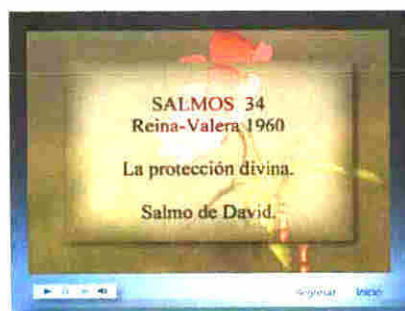 SALMOS 34
Reina-Valera 1960
La protección divina.
Salmo de David.
Regresar Inicio